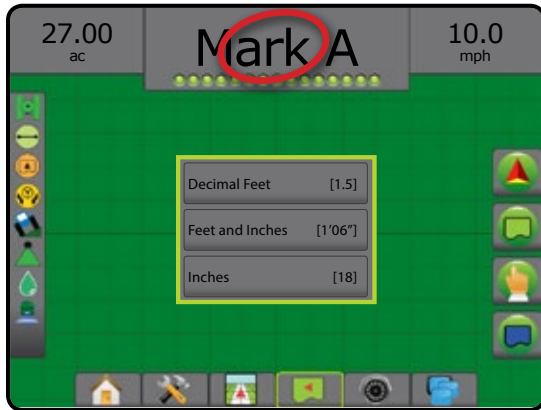 27.00
ac
Mark A
10.0
mph
Decimal Feet [1.5]
Feet and Inches [1'06"]
Inches [18]